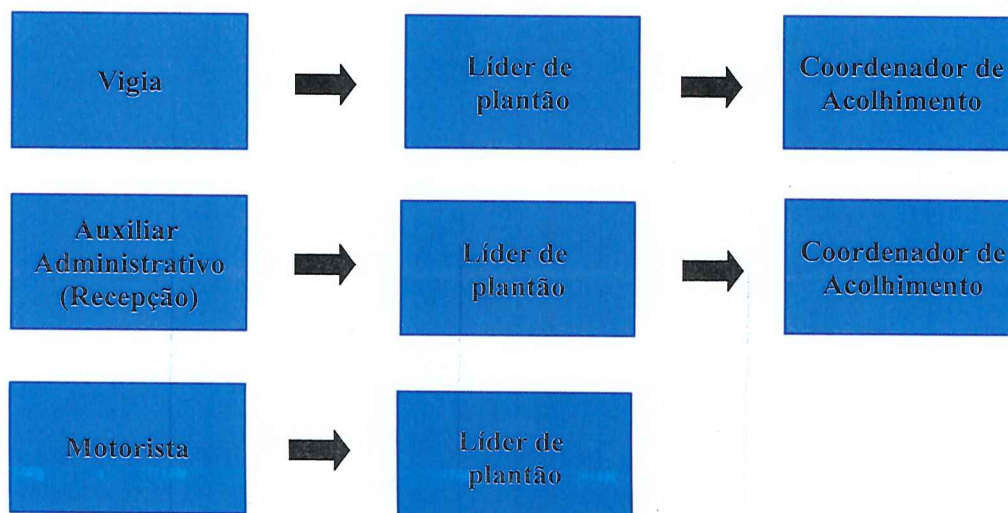 Vigia
Líder de
plantão
Coordenador de
Acolhimento
Auxiliar
Administrativo
(Recepção)
Líder de
plantão
Coordenador de
Acolhimento
Motorista
Líder de
plantão